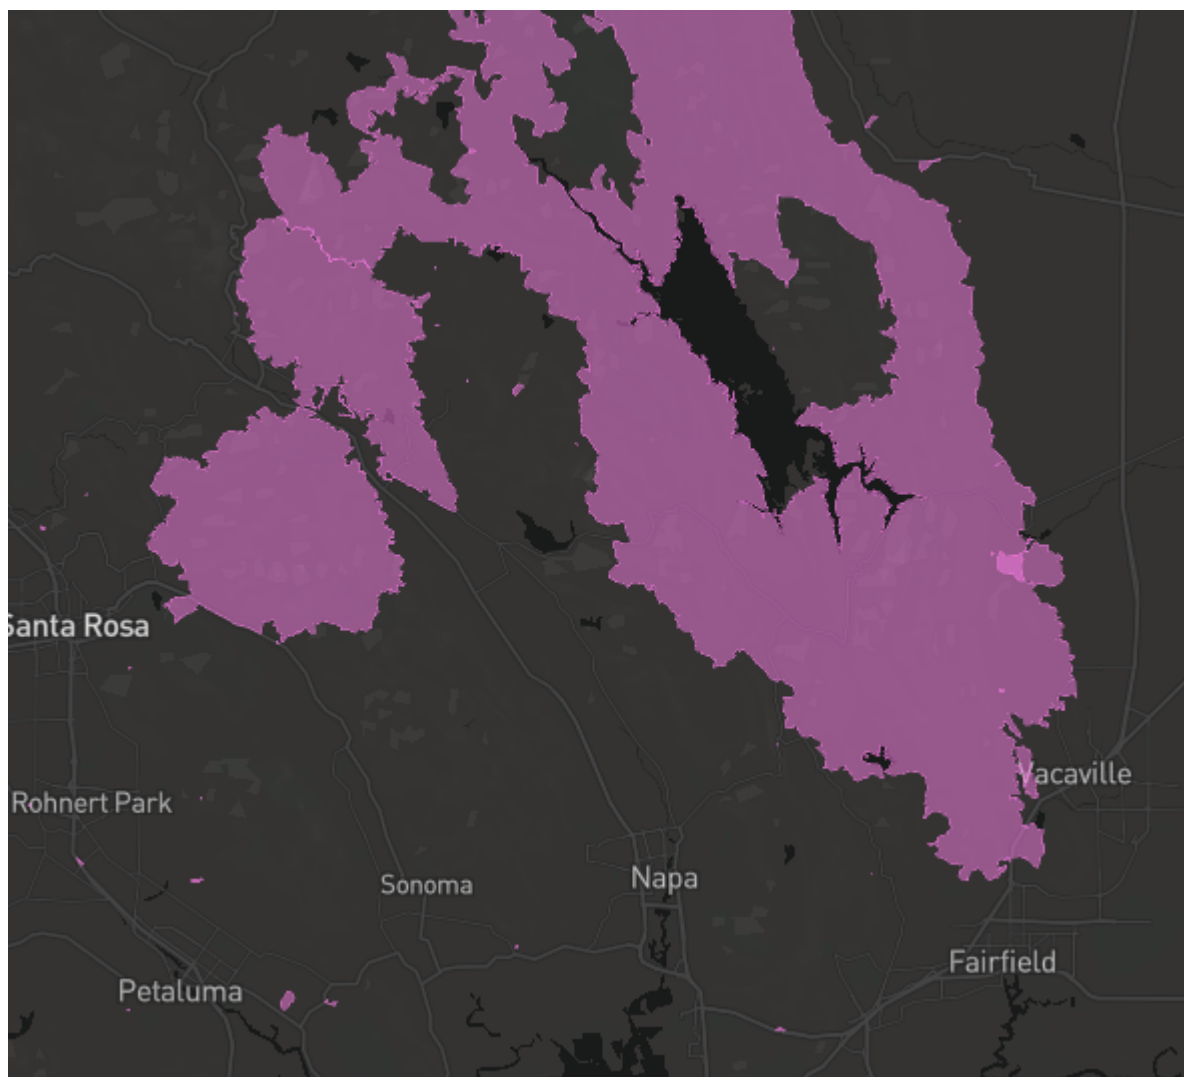 Santa Rosa
Vacaville
Rohnert Park
Sonoma
Napa
Fairfield
Petaluma